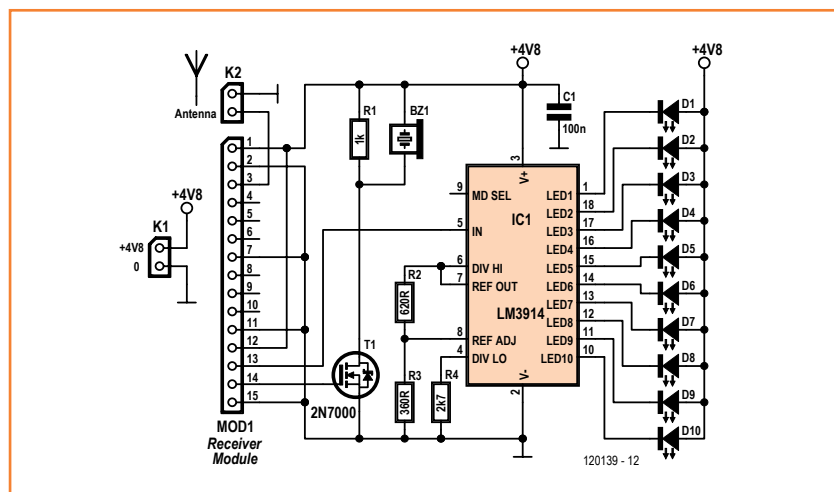 +4V8
+4V8
K2
Antenna
R1
1k
BZ1
C1
100n
D1
D2
D3
D4
D5
D6
D7
D8
D9
D10
1
2
3
4
5
6
7
8
9
10
11
12
13
14
15
MOD1
Receiver
Module
+4V8
K1
+4V8
0
T1
2N7000
R2
620R
R3
360R
R4
2k7
3
V+
9
MD SEL
IC1
5
IN
6
DIV HI
7
REF OUT
LM3914
8
REF ADJ
4
DIV LO
V-
2
LED1
1
LED2
18
LED3
17
LED4
16
LED5
15
LED6
14
LED7
13
LED8
12
LED9
11
LED10
10
120139 - 12